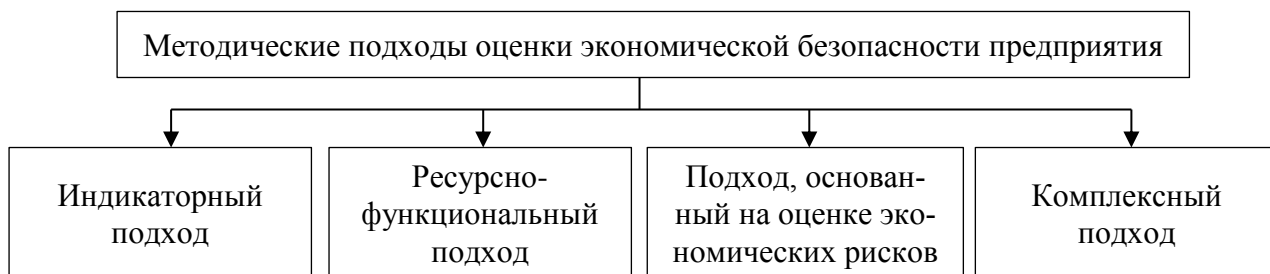 Методические подходы оценки экономической безопасности предприятия
Индикаторный
подход
Ресурсно-
функциональный
подход
Подход, основан-
ный на оценке эко-
номических рисков
Комплексный
подход